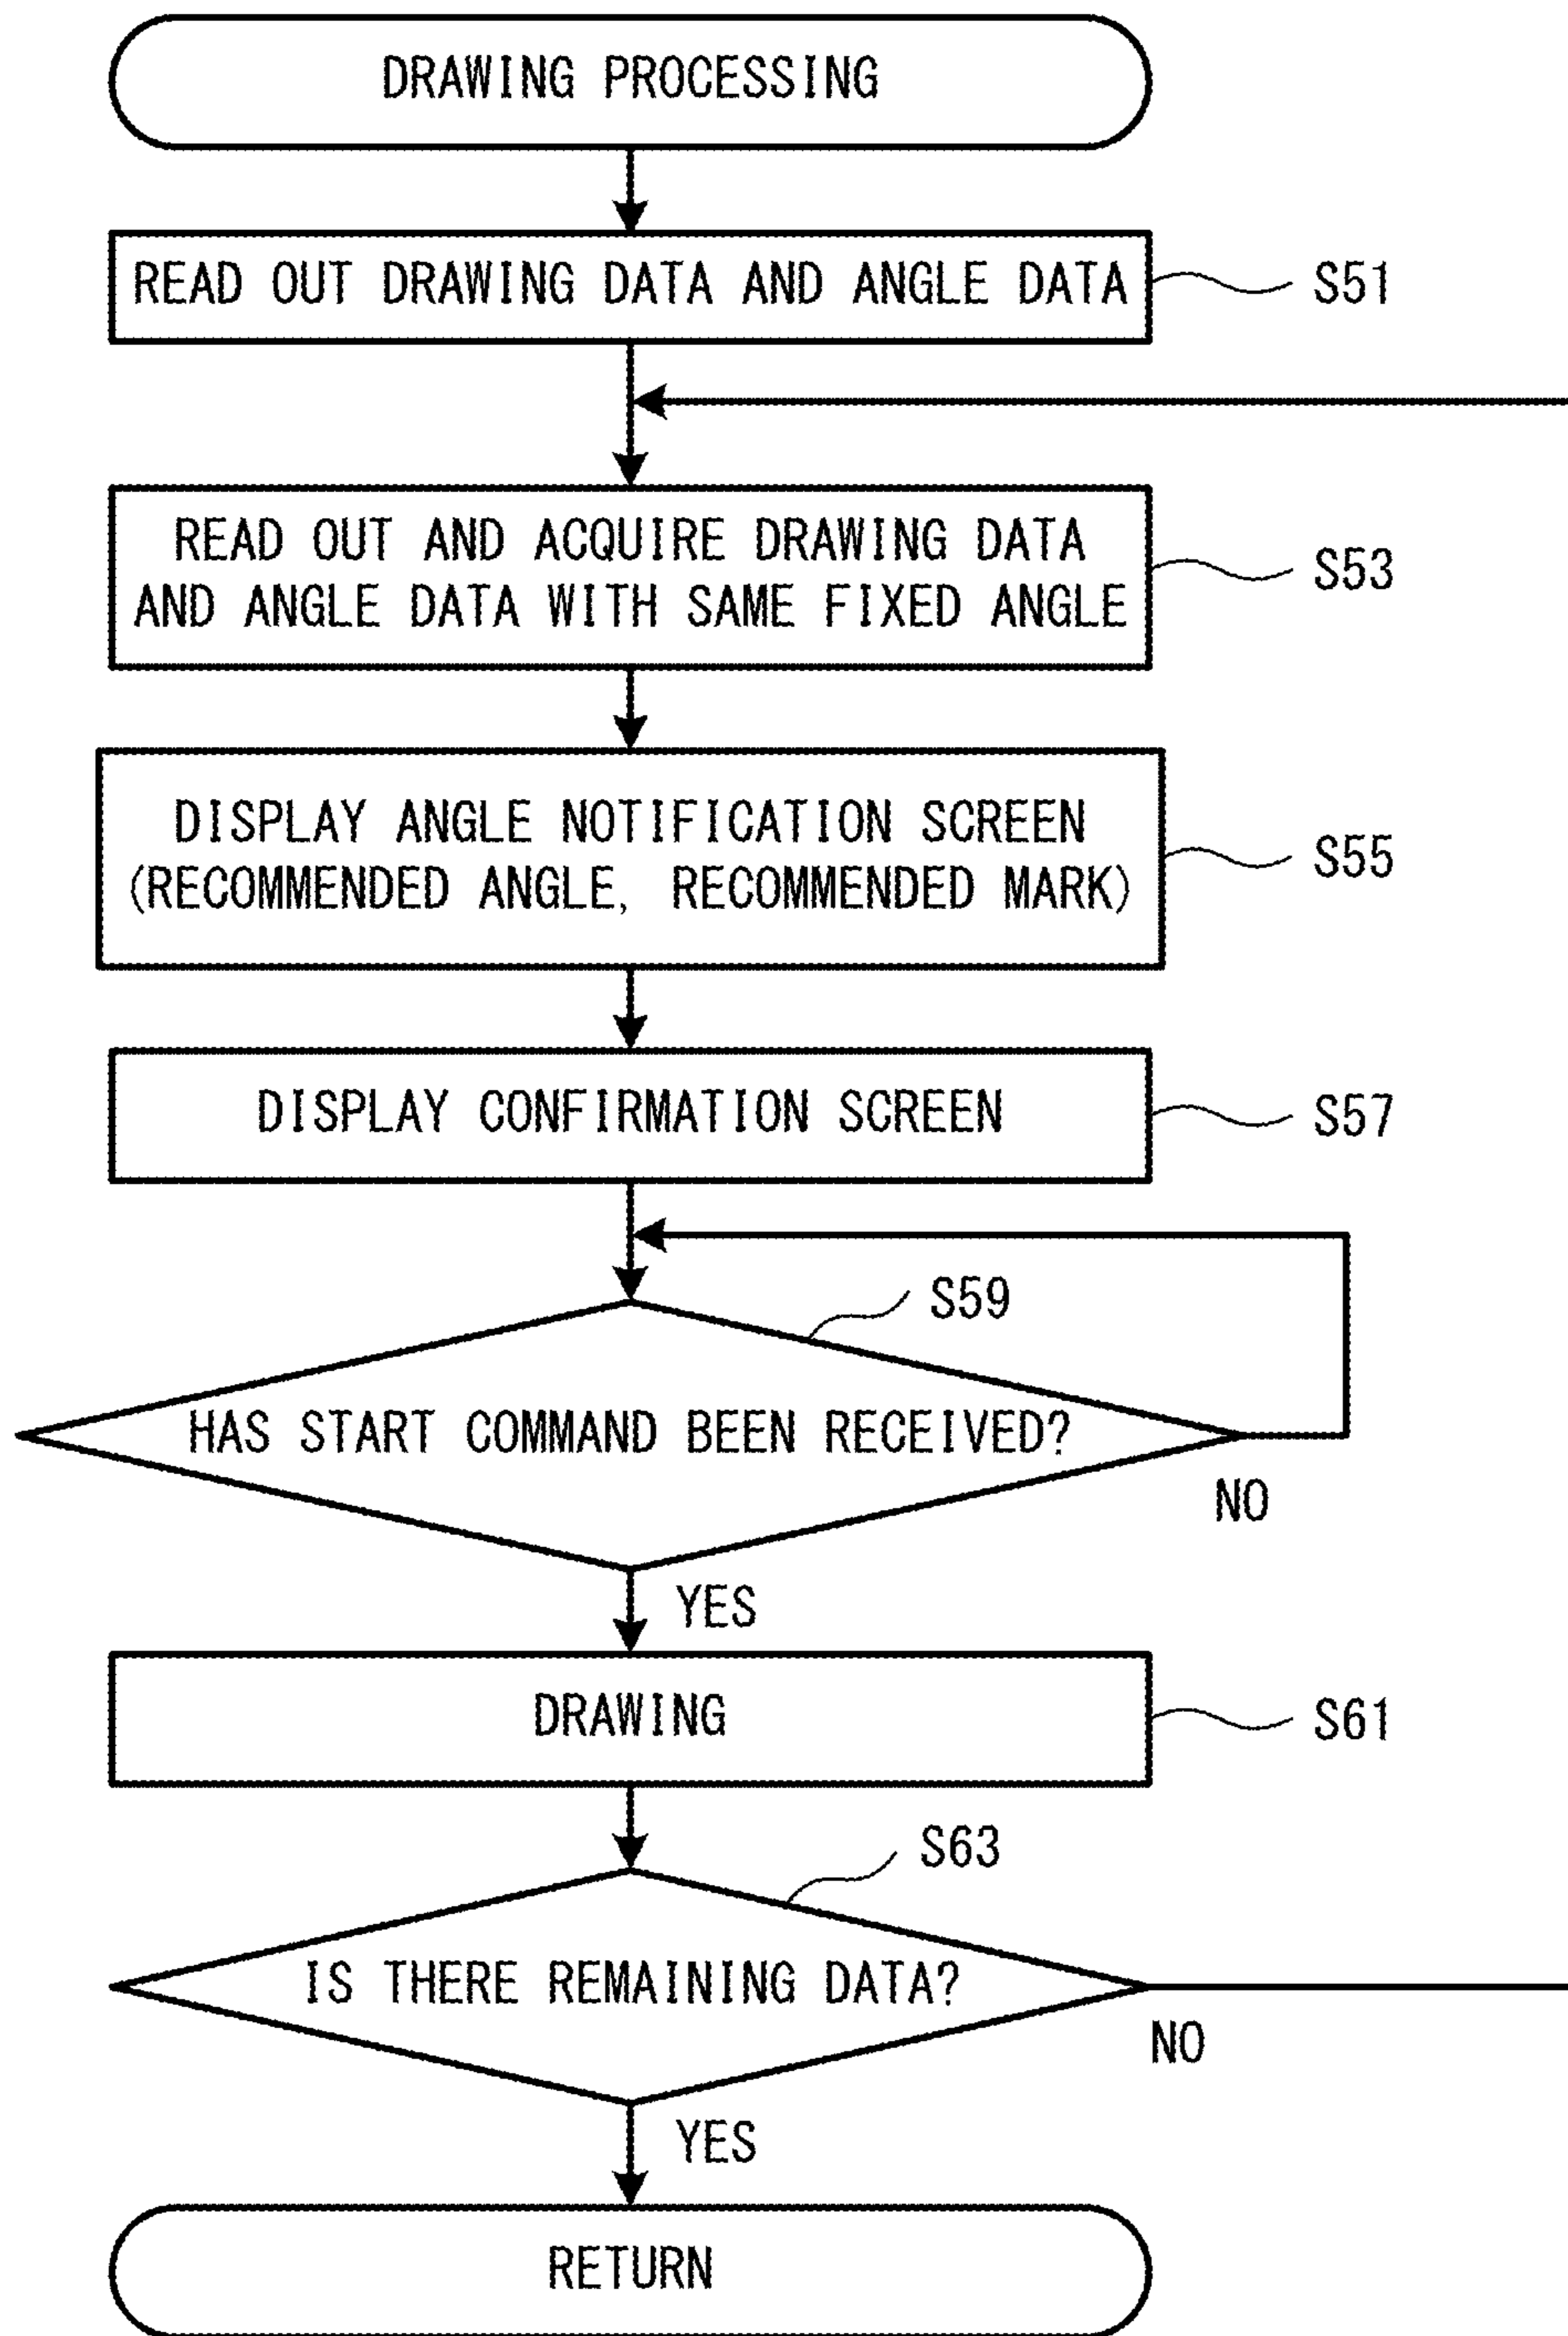 DRAWING PROCESSING
READ OUT DRAWING DATA AND ANGLE DATA
S51
READ OUT AND ACQUIRE DRAWING DATA
AND ANGLE DATA WITH SAME FIXED ANGLE
S53
DISPLAY ANGLE NOTIFICATION SCREEN
(RECOMMENDED ANGLE, RECOMMENDED MARK)
S55
DISPLAY CONFIRMATION SCREEN
S57
S59
HAS START COMMAND BEEN RECEIVED?
NO
YES
DRAWING
S61
S63
IS THERE REMAINING DATA?
NO
YES
RETURN